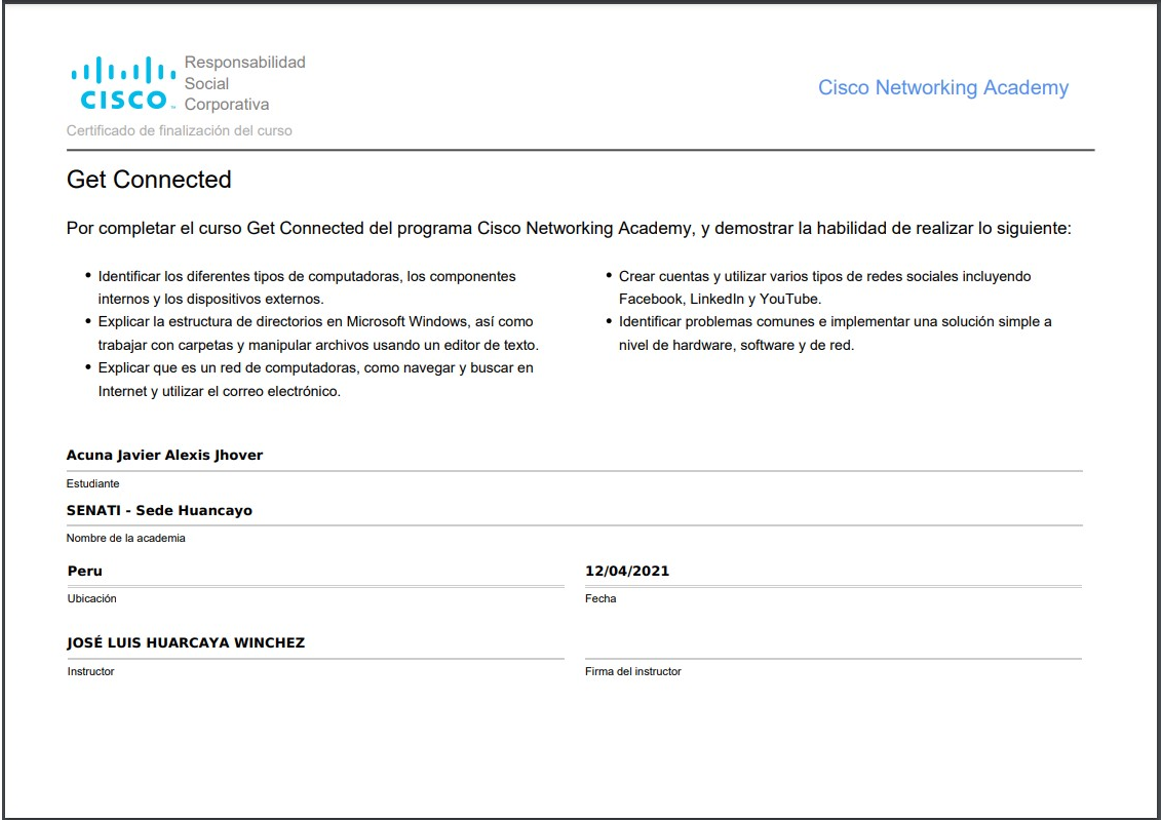 CISCO
Responsabilidad
Social
Corporativa
Cisco Networking Academy
Certificado de finalización del curso
Get Connected
Por completar el curso Get Connected del programa Cisco Networking Academy, y demostrar la habilidad de realizar lo siguiente:
• Identificar los diferentes tipos de computadoras, los componentes
internos y los dispositivos externos.
• Explicar la estructura de directorios en Microsoft Windows, así como
trabajar con carpetas y manipular archivos usando un editor de texto.
• Explicar que es un red de computadoras, como navegar y buscar en
Internet y utilizar el correo electrónico.
• Crear cuentas y utilizar varios tipos de redes sociales incluyendo
Facebook, LinkedIn y YouTube.
• Identificar problemas comunes e implementar una solución simple a
nivel de hardware, software y de red.
Acuna Javier Alexis Jhover
Estudiante
SENATI - Sede Huancayo
Nombre de la academia
Peru
Ubicación
12/04/2021
Fecha
JOSÉ LUIS HUARCAYA WINCHEZ
Instructor
Firma del instructor